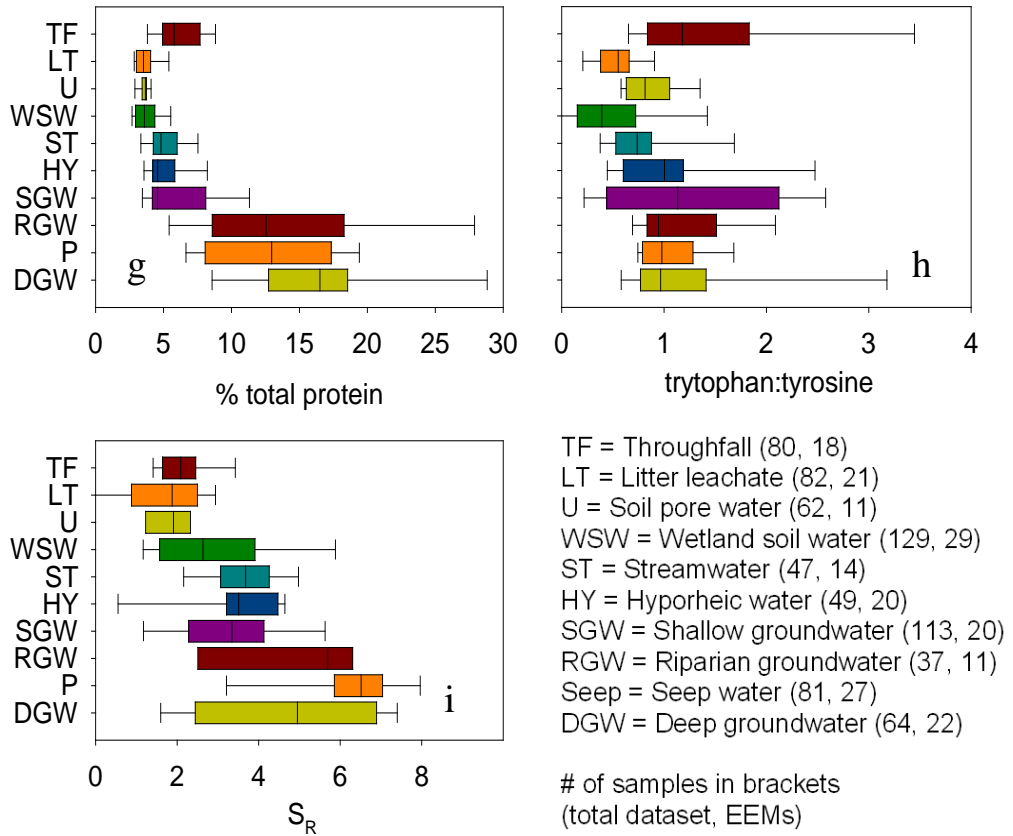 TF
LT
U
WSW
ST
HY
SGW
RGW
P
DGW
g
0 5 10 15 20 25 30
% total protein
h
0 1 2 3 4
trytophan:tyrosine
TF
LT
U
WSW
ST
HY
SGW
RGW
P
DGW
i
0 2 4 6 8
S_R
TF = Throughfall (80, 18)
LT = Litter leachate (82, 21)
U = Soil pore water (62, 11)
WSW = Wetland soil water (129, 29)
ST = Streamwater (47, 14)
HY = Hyporheic water (49, 20)
SGW = Shallow groundwater (113, 20)
RGW = Riparian groundwater (37, 11)
Seep = Seep water (81, 27)
DGW = Deep groundwater (64, 22)
# of samples in brackets
(total dataset, EEMs)